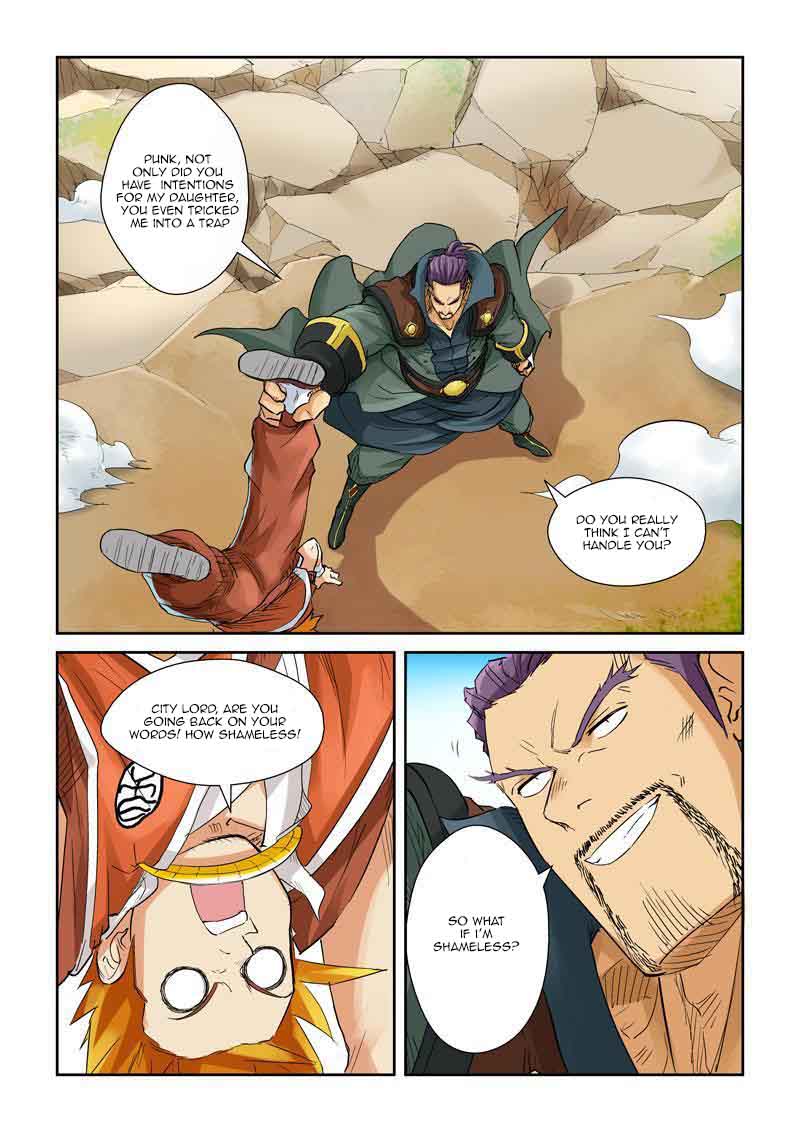 PUNK, NOT
ONLY DID YOU
HAVE INTENTIONS
FOR MY DAUGHTER,
YOU EVEN TRICKED
ME INTO A TRAP
DO YOU REALLY
THINK I CAN'T
HANDLE YOU?
CITY LORD, ARE YOU
GOING BACK ON YOUR
WORDS! HOW SHAMELESS!
SO WHAT
IF I'M
SHAMELESS?